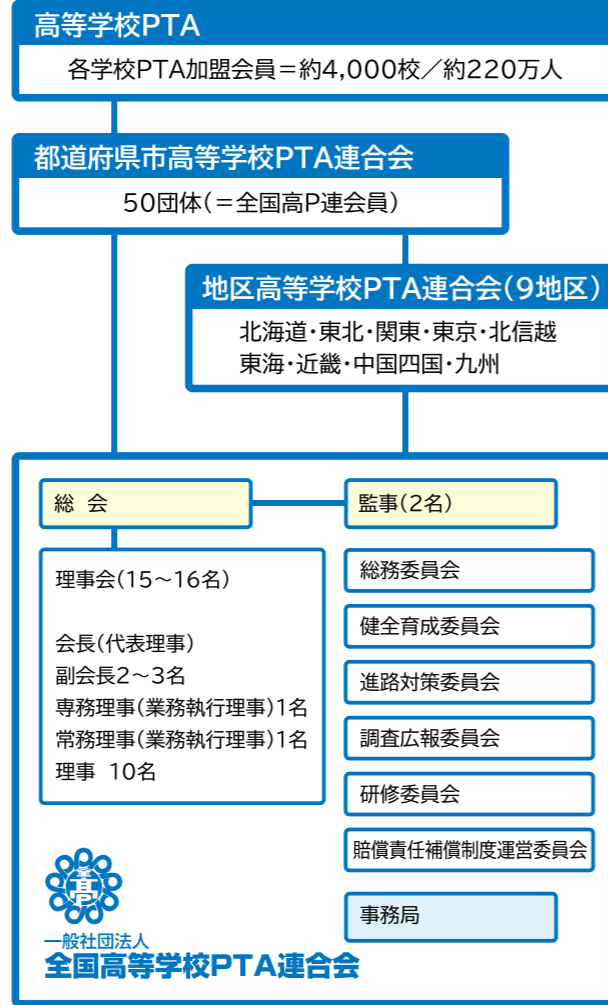 高等学校PTA
各学校PTA加盟会員＝約4,000校／約220万人
都道府県市高等学校PTA連合会
50団体(＝全国高P連会員)
地区高等学校PTA連合会(9地区)
北海道・東北・関東・東京・北信越
東海・近畿・中国四国・九州
総 会
監事(2名)
理事会(15〜16名)
会長(代表理事)
副会長2〜3名
専務理事(業務執行理事)1名
常務理事(業務執行理事)1名
理事 10名
総務委員会
健全育成委員会
進路対策委員会
調査広報委員会
研修委員会
賠償責任補償制度運営委員会
事務局
高
一般社団法人
全国高等学校PTA連合会